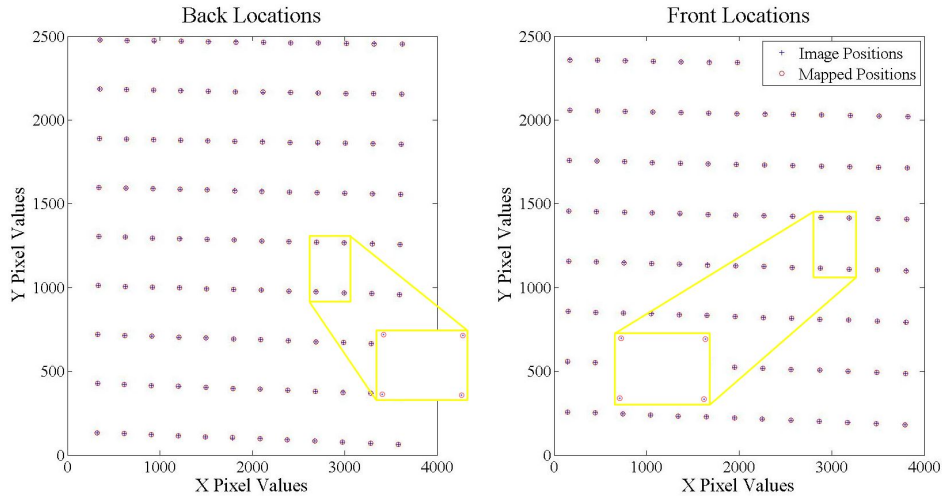 Back Locations
2500
2000
1500
1000
500
0
0 1000 2000 3000 4000
X Pixel Values
Y Pixel Values
Front Locations
Image Positions
Mapped Positions
2500
2000
1500
1000
500
0
0 1000 2000 3000 4000
X Pixel Values
Y Pixel Values